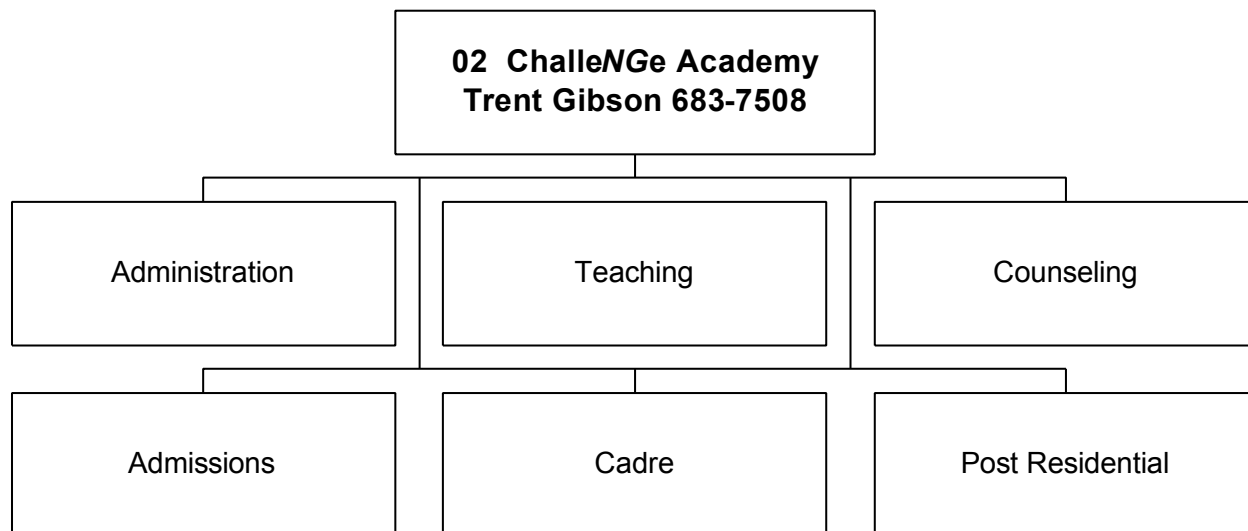 02 ChalleNGe Academy
Trent Gibson 683-7508
Administration
Teaching
Counseling
Admissions
Cadre
Post Residential